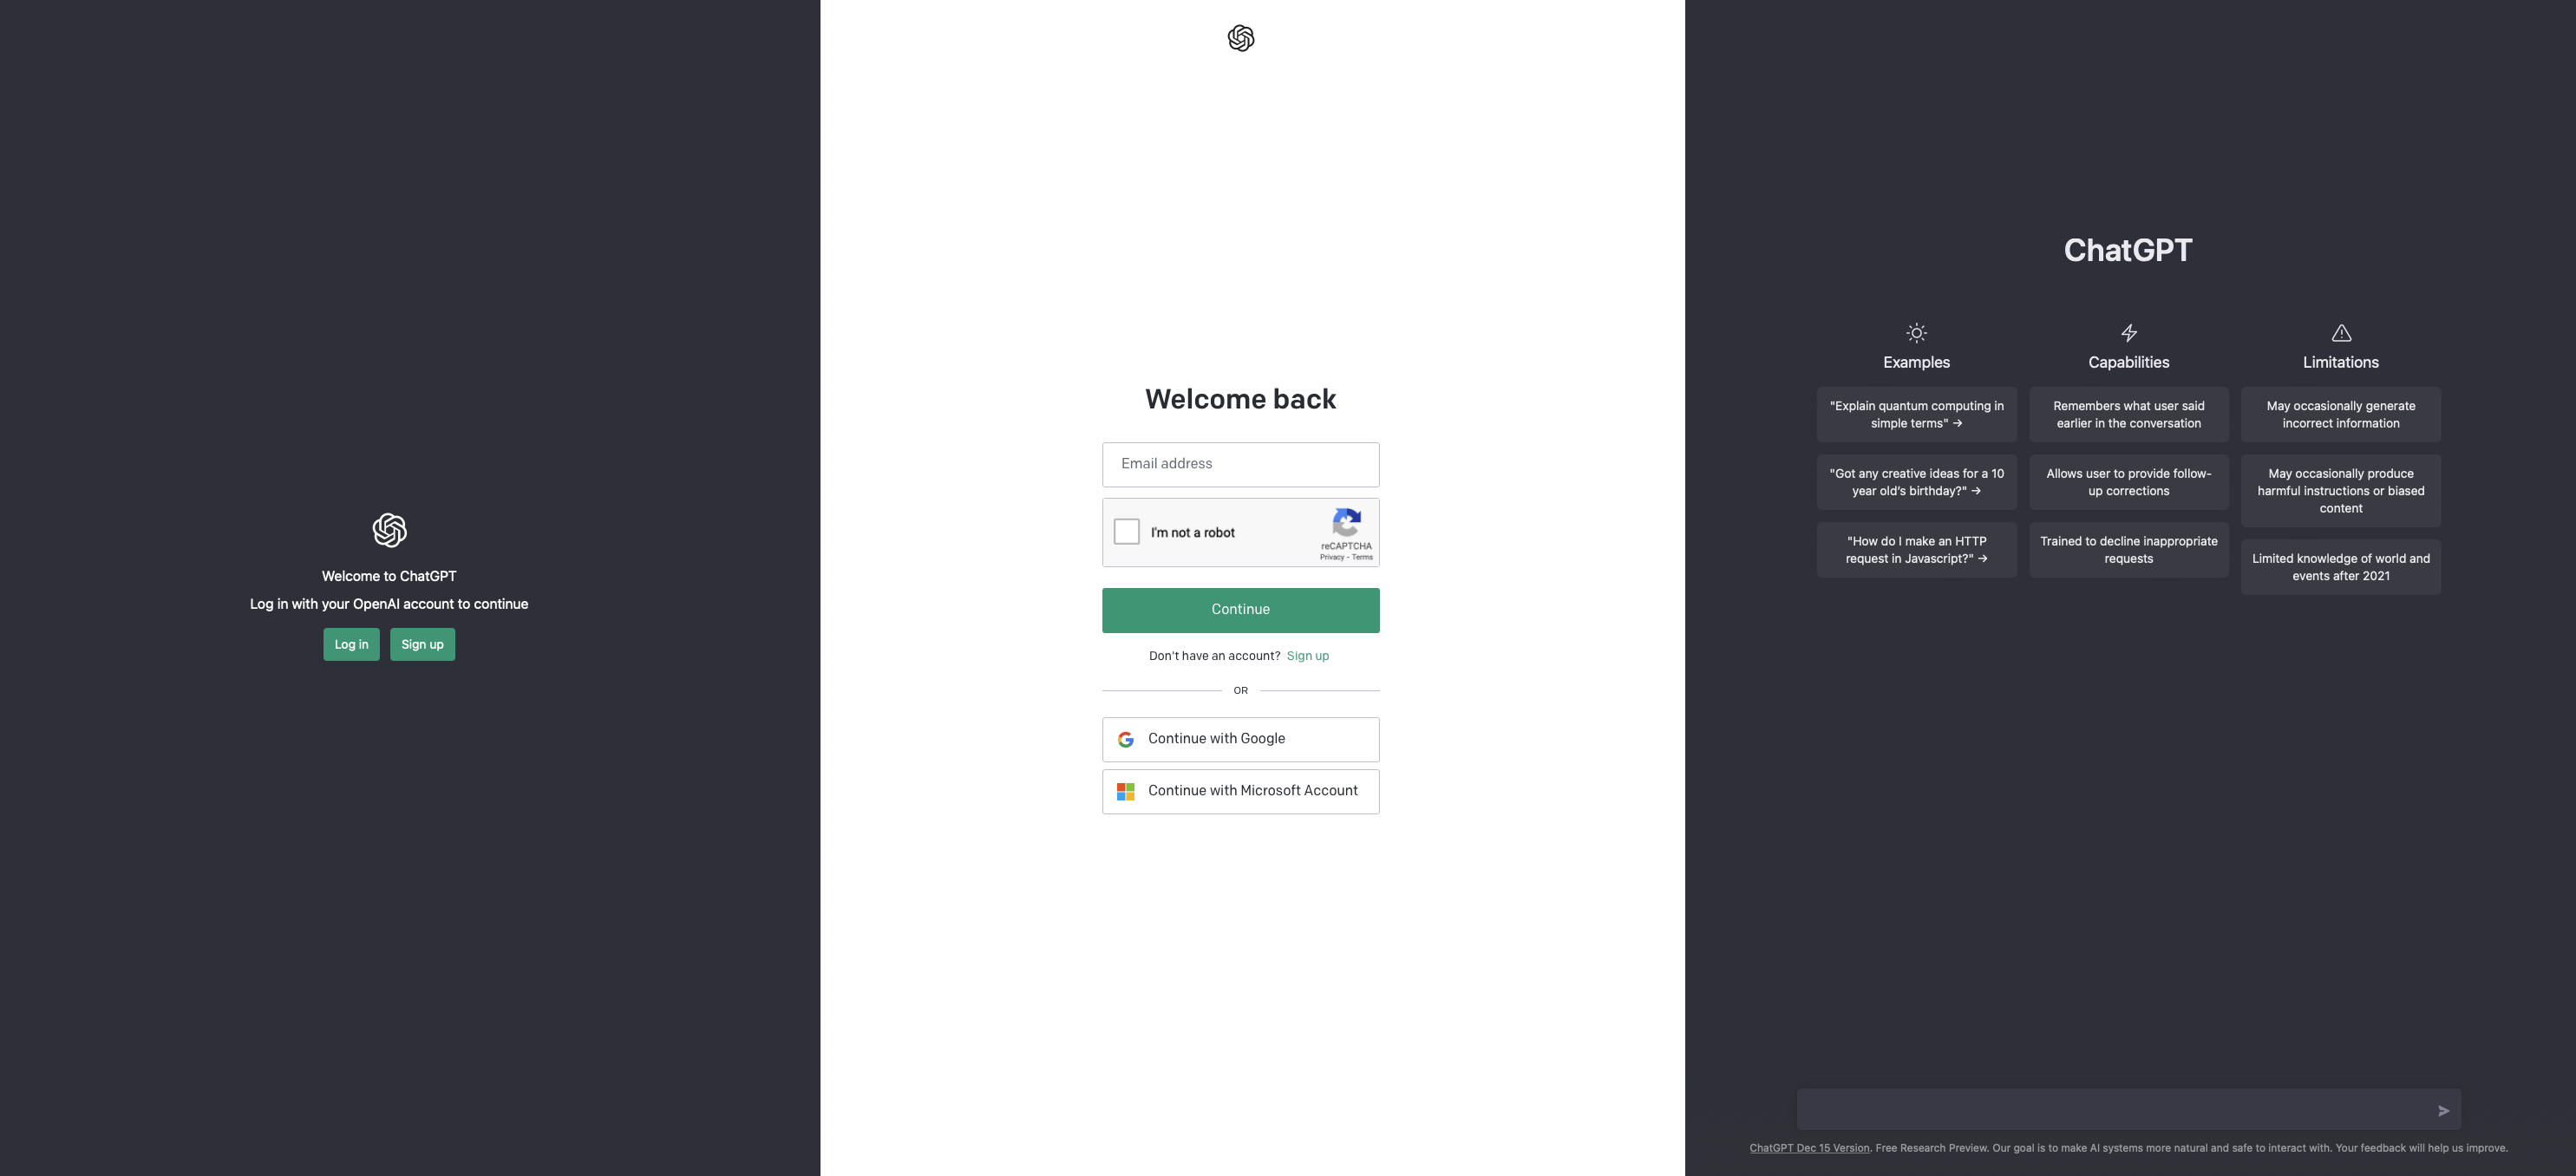 Welcome to ChatGPT
Log in with your OpenAI account to continue
Log in
Sign up
Welcome back
Email address
I'm not a robot
reCAPTCHA
Privacy - Terms
Continue
Don't have an account? Sign up
OR
Continue with Google
Continue with Microsoft Account
ChatGPT
Examples
"Explain quantum computing in
simple terms" →
"Got any creative ideas for a 10
year old’s birthday?" →
"How do I make an HTTP
request in Javascript?" →
Capabilities
Remembers what user said
earlier in the conversation
Allows user to provide follow-
up corrections
Trained to decline inappropriate
requests
Limitations
May occasionally generate
incorrect information
May occasionally produce
harmful instructions or biased
content
Limited knowledge of world and
events after 2021
ChatGPT Dec 15 Version. Free Research Preview. Our goal is to make AI systems more natural and safe to interact with. Your feedback will help us improve.